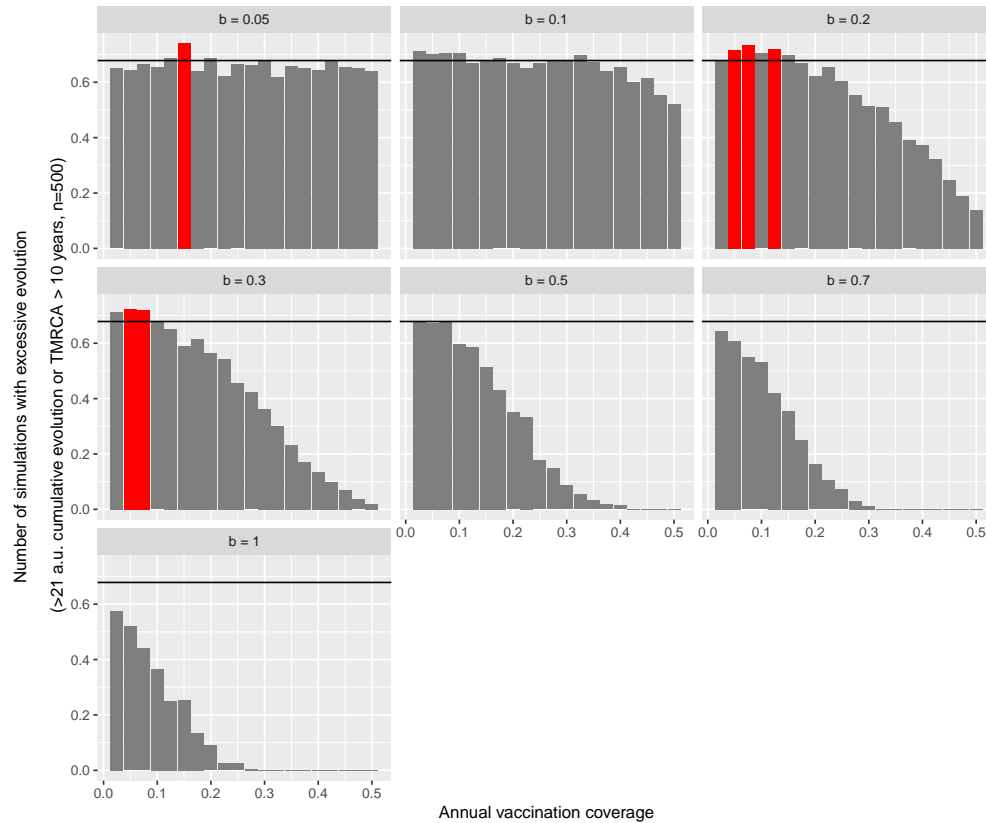 Number of simulations with excessive evolution
(>21 a.u. cumulative evolution or TMRCA > 10 years, n=500)
b = 0.05
b = 0.1
b = 0.2
0.6
0.4
0.2
0.0
b = 0.3
b = 0.5
b = 0.7
0.6
0.4
0.2
0.0
0.0 0.1 0.2 0.3 0.4 0.5
0.0 0.1 0.2 0.3 0.4 0.5
b = 1
0.6
0.4
0.2
0.0
0.0 0.1 0.2 0.3 0.4 0.5
Annual vaccination coverage